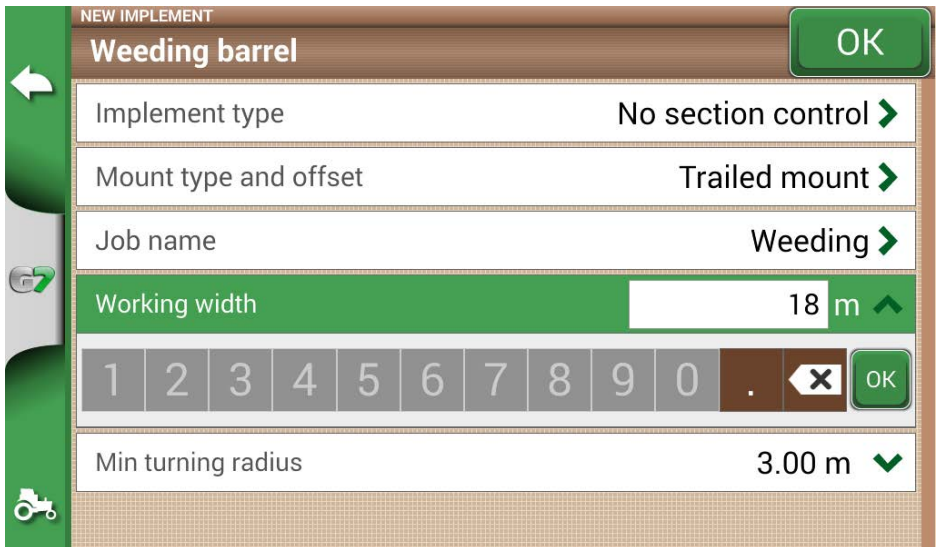 NEW IMPLEMENT
Weeding barrel
OK
Implement type No section control
Mount type and offset Trailed mount
Job name Weeding
G7
Working width 18 m
1 2 3 4 5 6 7 8 9 0 . OK
Min turning radius 3.00 m